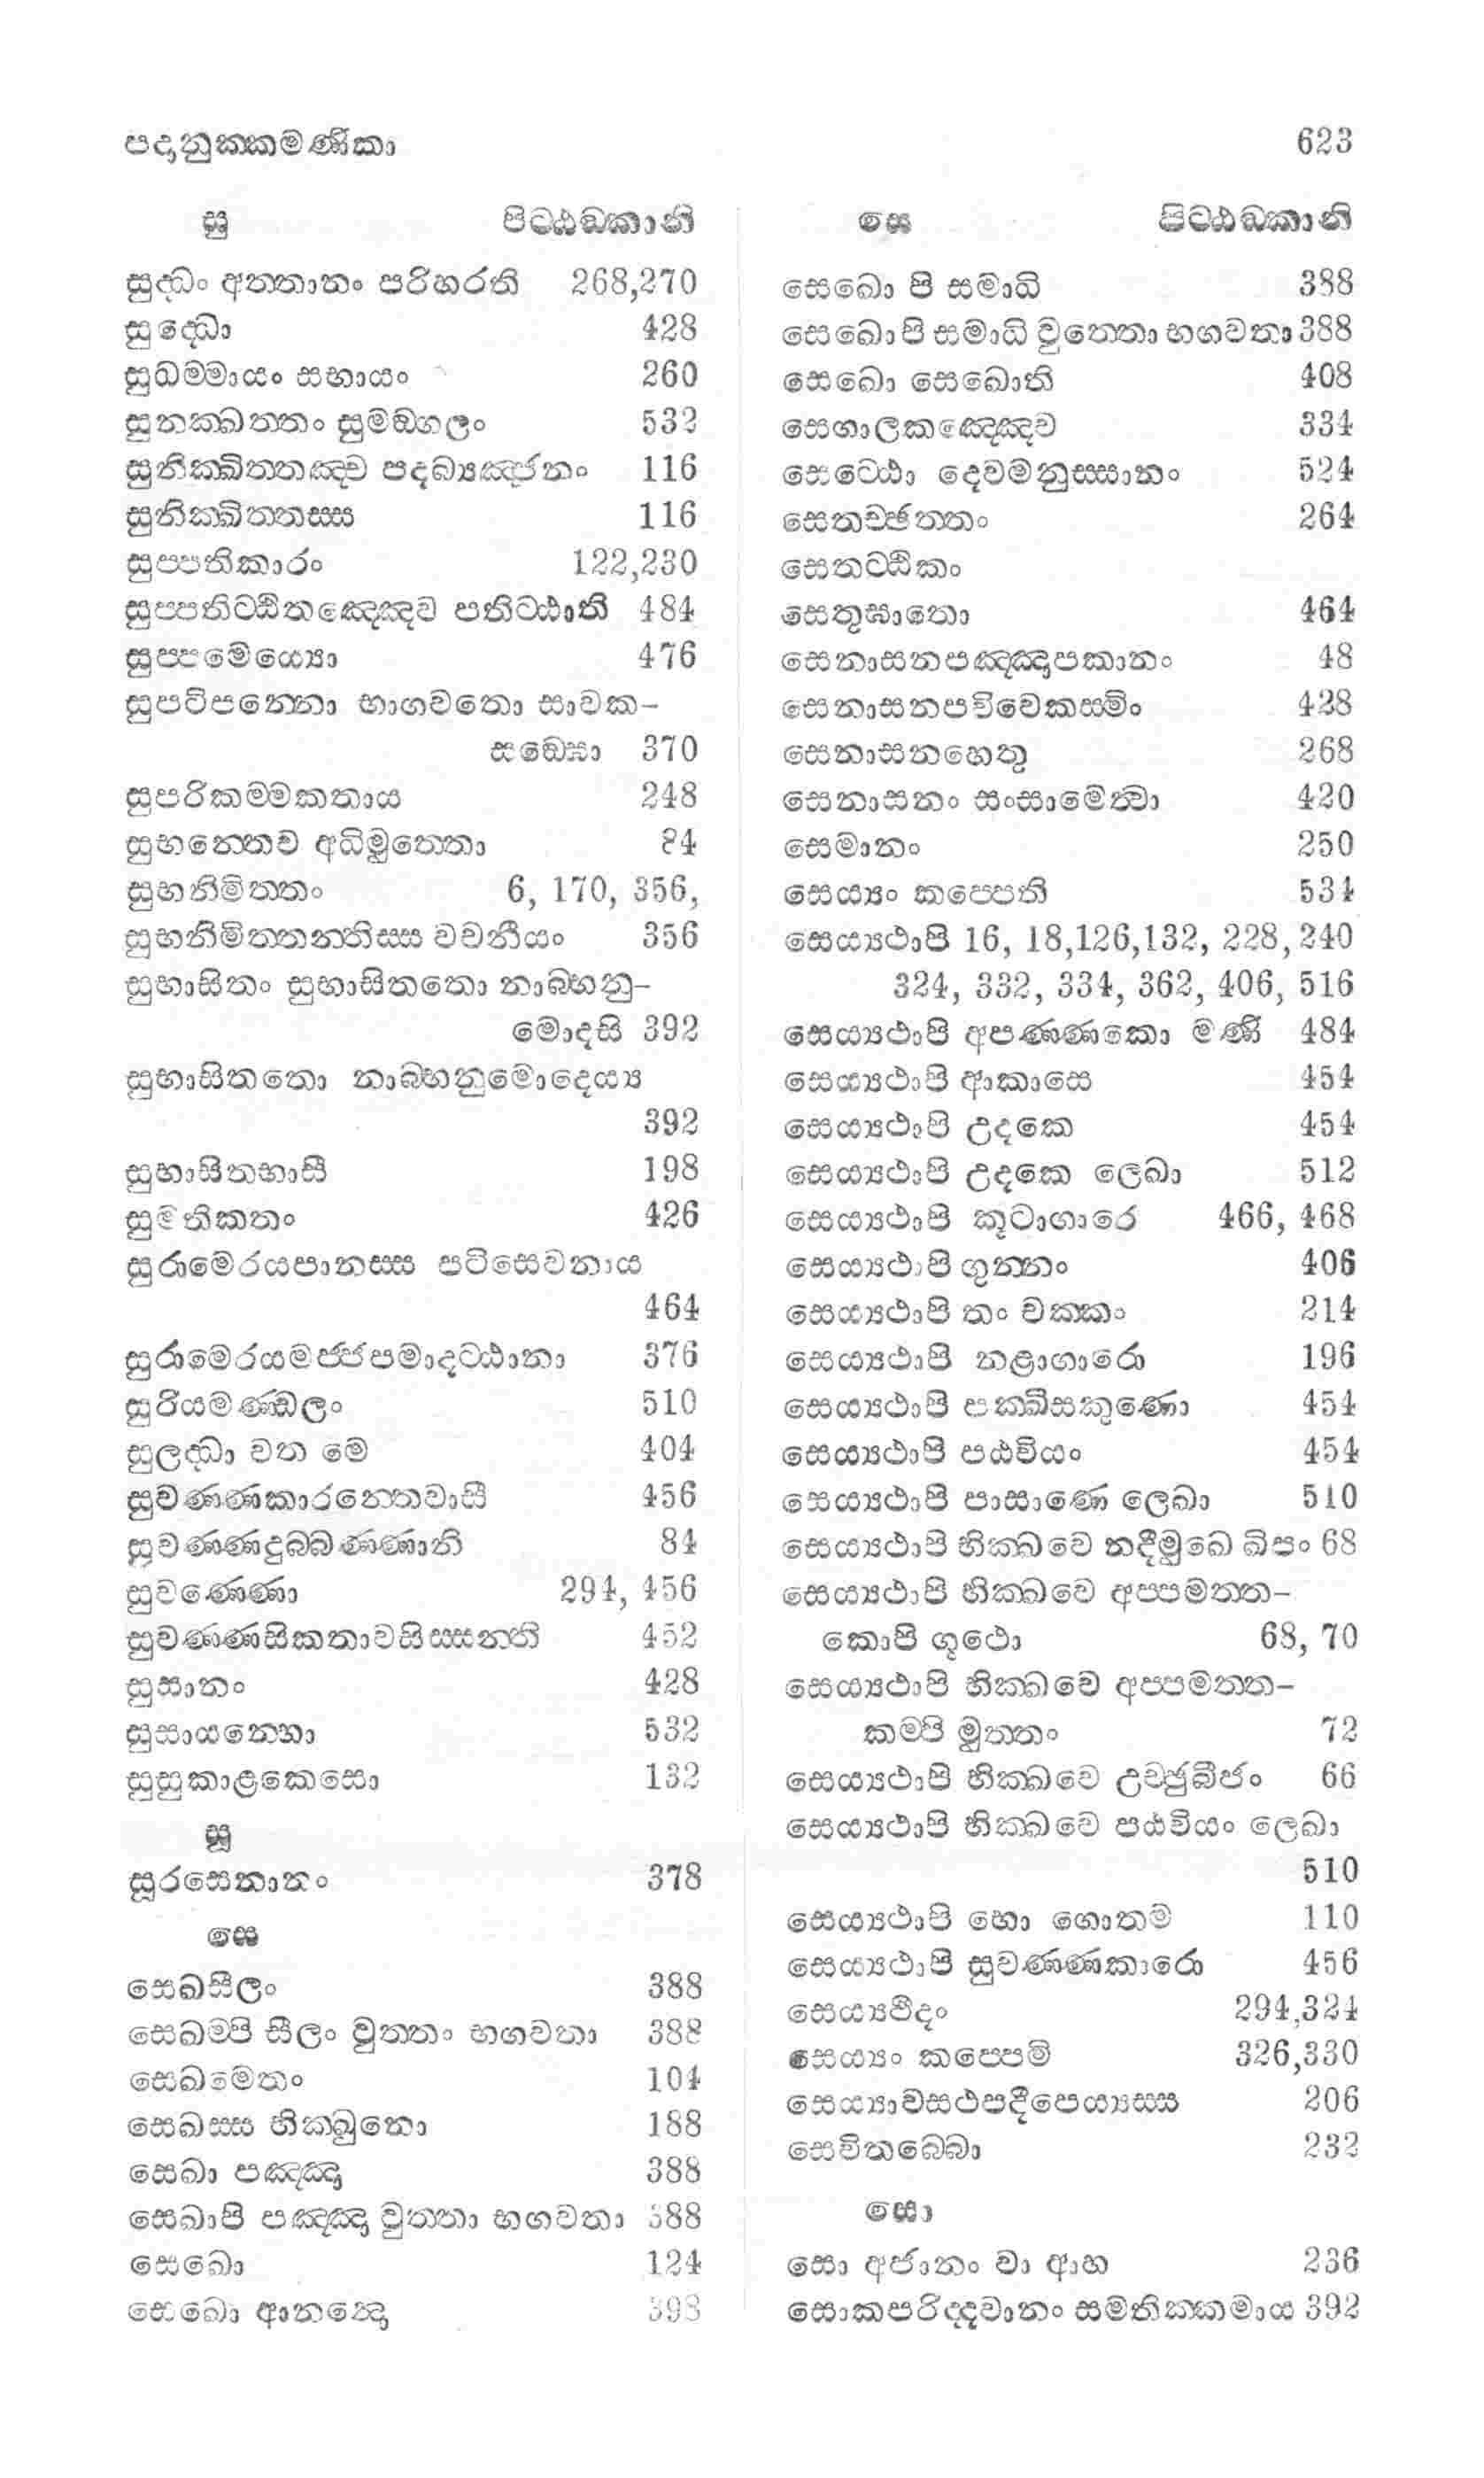 පදානුක්කමණිකා 623
සු පිට්ඨඞ්කානි
සුද්ධං අත්තානං පරිහරති 268,270
සුද්ධො 428
සුධම්මායං සභායං 260
සුනක්ඛත්තං සුමඞ්ගලං 532
සුනික්ඛිත්තඤ්ච පදබ්‍යඤ්ජනං 116
සුනික්ඛිත්තස්ස 116
සුප්පතිකාරං 122,230
සුප්පතිට්ඨිතඤ්ඤෙව පතිට්ඨාති 484
සුප්පමෙය්‍යො 476
සුපටිපන්නො භාගවතො සාවක-
සඞ්ඝො 370
සුපරිකම්මකතාය 248
සුභන්තෙව අධිමුත්තො 84
සුභනිමිත්තං 6, 170, 356,
සුභනිමිත්තන්තිස්ස වචනීයං 356
සුභාසිතං සුභාසිතතො නාබ්භනු-
මොදසි 392
සුභාසිතතො නාබ්භනුමොදෙය්‍ය
392
සුභාසිතභාසී 198
සුමතිකතං 426
සුරාමෙරයපානස්ස පටිසෙවනාය
464
සුරාමෙරයමජ්ජපමාදට්ඨානා 376
සුරියමණ්ඩලං 510
සුලද්ධා වත මෙ 404
සුවණ්ණකාරන්තෙවාසී 456
සුවණ්ණදුබ්බණ්ණානි 84
සුවණ්ණො 294, 456
සුවණ්ණසිකතාවසිස්සන්ති 452
සුසානං 428
සුසායන්හො 532
සුසුකාළකෙසො 132
සූ
සූරසෙනානං 378
සෙ
සෙඛසීලං 388
සෙඛම්පි සීලං වුත්තං භගවතා 388
සෙඛමෙතං 104
සෙඛස්ස භික්ඛුනො 188
සෙඛා පඤ්ඤා 388
සෙඛාපි පඤ්ඤා වුත්තා භගවතා 388
සෙඛො 124
සෙඛො ආනඤ්ජෙ
සෙ පිට්ඨඞ්කානි
සෙඛො පි සමාධි 388
සෙඛො පි සමාධි වුත්තො භගවතා 388
සෙඛො සෙඛොති 408
සෙගාලකඤ්ඤෙව 334
සෙට්ඨො දෙවමනුස්සානං 524
සෙතච්ඡත්තං 264
සෙතට්ඨිකං
සෙතුඝාතො 464
සෙනාසනපඤ්ඤාපකානං 48
සෙනාසනපවිවෙකස්මිං 428
සෙනාසනහෙතු 268
සෙනාසනං සංසාමෙත්වා 420
සෙමානං 250
සෙය්‍යං කප්පෙති 534
සෙය්‍යථාපි 16, 18,126,132, 228, 240
324, 332, 334, 362, 406, 516
සෙය්‍යථාපි අපණ්ණකො මණි 484
සෙය්‍යථාපි ආකාසෙ 454
සෙය්‍යථාපි උදකෙ 454
සෙය්‍යථාපි උදකෙ ලෙඛා 512
සෙය්‍යථාපි කූටාගාරෙ 466, 468
සෙය්‍යථාපි ගුන්නං 406
සෙය්‍යථාපි තං චක්කං 214
සෙය්‍යථාපි නළාගාරො 196
සෙය්‍යථාපි පක්ඛීසකුණො 454
සෙය්‍යථාපි පඨවියං 454
සෙය්‍යථාපි පාසාණෙ ලෙඛා 510
සෙය්‍යථාපි භික්ඛවෙ නදීමුඛෙ ඛිපං 68
සෙය්‍යථාපි භික්ඛවෙ අප්පමත්ත-
කොපි ගූථො 68, 70
සෙය්‍යථාපි භික්ඛවෙ අප්පමත්ත-
කම්පි මුත්තං 72
සෙය්‍යථාපි භික්ඛවෙ උච්ඡුබීජං 66
සෙය්‍යථාපි භික්ඛවෙ පඨවියං ලෙඛා
510
සෙය්‍යථාපි භො ගොතම 110
සෙය්‍යථාපි සුවණ්ණකාරො 456
සෙය්‍යථීදං 294,324
සෙය්‍යං කප්පෙමි 326,330
සෙය්‍යාවසථපදීපෙය්‍යස්ස 206
සෙවිතබ්බො 232
සො
සො අජානං වා ආහ 236
සොකපරිද්දවානං සමතික්කමාය 392